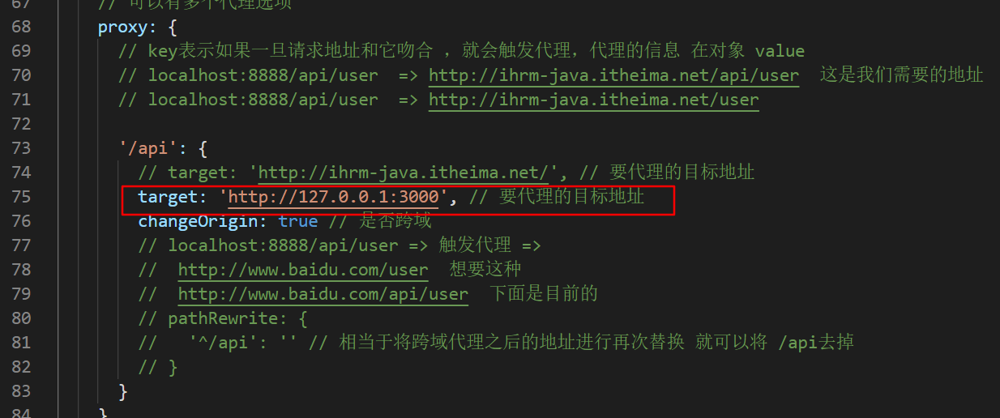 67 // 可以有多个代理选项
68 proxy: {
69 // key表示如果一旦请求地址和它吻合 ，就会触发代理，代理的信息 在对象 value
70 // localhost:8888/api/user => http://ihrm-java.itheima.net/api/user 这是我们需要的地址
71 // localhost:8888/api/user => http://ihrm-java.itheima.net/user
72
73 '/api': {
74 // target: 'http://ihrm-java.itheima.net/', // 要代理的目标地址
75 target: 'http://127.0.0.1:3000', // 要代理的目标地址
76 changeOrigin: true // 是否跨域
77 // localhost:8888/api/user => 触发代理 =>
78 // http://www.baidu.com/user 想要这种
79 // http://www.baidu.com/api/user 下面是目前的
80 // pathRewrite: {
81 // '^/api': '' // 相当于将跨域代理之后的地址进行再次替换 就可以将 /api去掉
82 // }
83 }
84 }